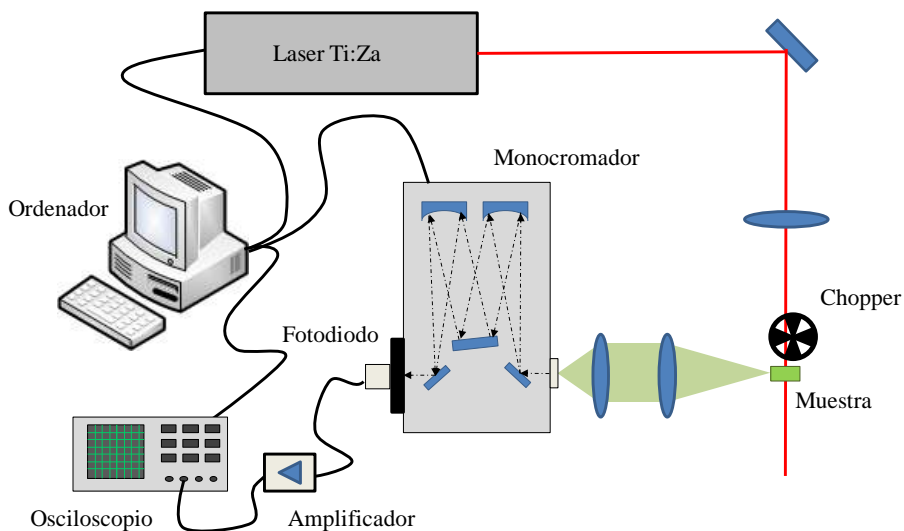 Laser Ti:Za
Monocromador
Ordenador
Chopper
Fotodiodo
Muestra
Osciloscopio
Amplificador